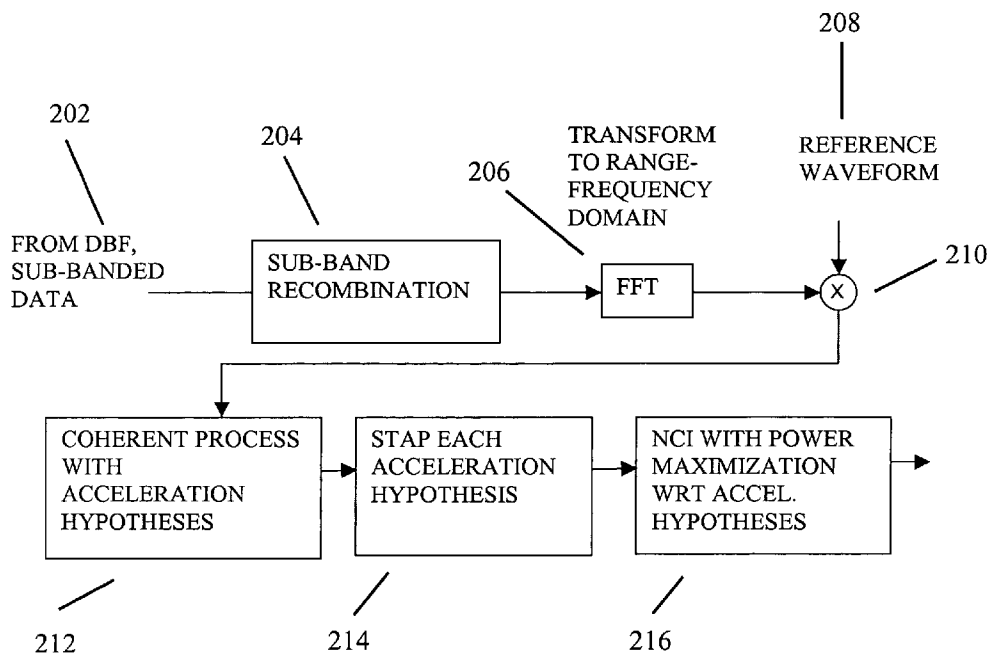 208
202
204
206
TRANSFORM
TO RANGE-
FREQUENCY
DOMAIN
REFERENCE
WAVEFORM
FROM DBF,
SUB-BANDED
DATA
SUB-BAND
RECOMBINATION
FFT
X
210
COHERENT PROCESS
WITH
ACCELERATION
HYPOTHESES
STAP EACH
ACCELERATION
HYPOTHESIS
NCI WITH POWER
MAXIMIZATION
WRT ACCEL.
HYPOTHESES
212
214
216